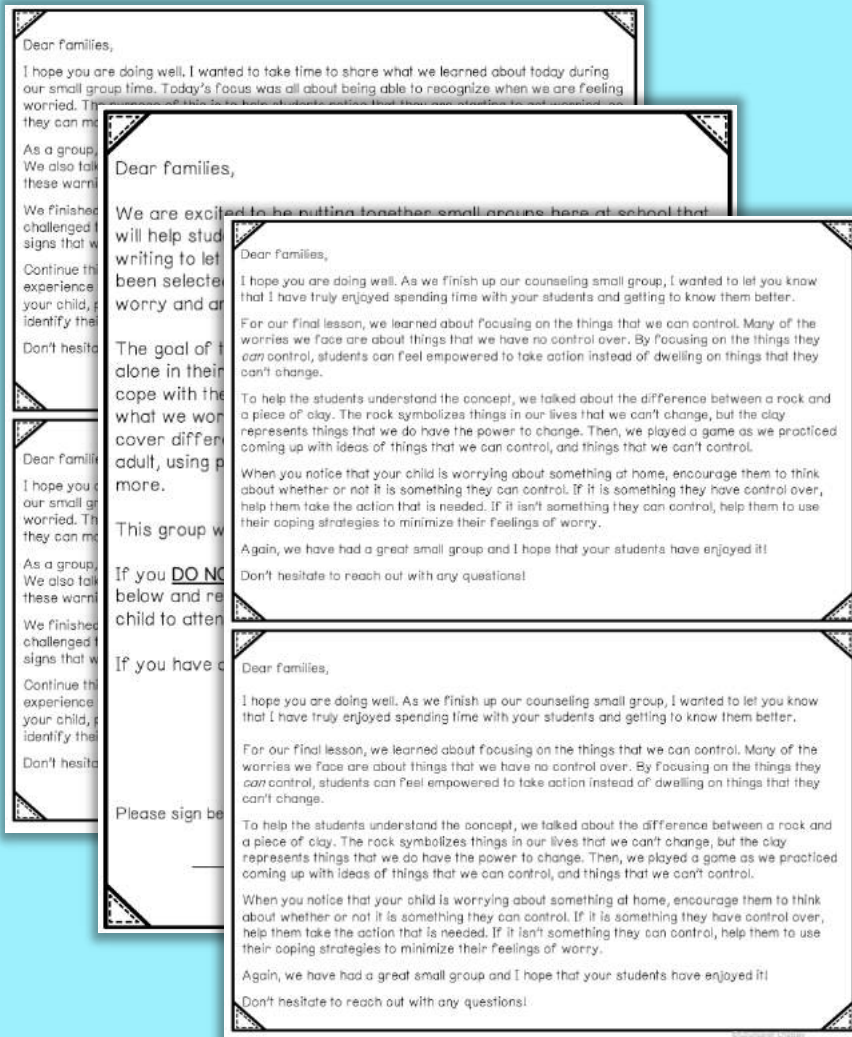 Dear families,
I hope you are doing well. I wanted to take time to share what we learned about today during
our small group time. Today's focus was all about being able to recognize when we are feeling
worried. The purpose of this is to help students notice that they are starting to get worried, so
they can
As a group,
We also
these
We finished
challenged
signs that
Continue
experience
your child,
identify
Don't
Dear
I hope you
our small
worried.
they can
As a group,
We also
these
We finished
challenged
signs that
Continue
experience
your child,
identify
Don't
Dear families,
We are excited to be putting together small groups here at school that
will help
writing to let
been
worry and
The goal of
alone in their
cope with the
what we
cover
adult, using
more.
This group
If you DO
below and
child to
If you have
Please sign
Dear families,
I hope you are doing well. As we finish up our counseling small group, I wanted to let you know
that I have truly enjoyed spending time with your students and getting to know them better.
For our final lesson, we learned about focusing on the things that we can control. Many of the
worries we face are about things that we have no control over. By focusing on the things they
can control, students can feel empowered to take action instead of dwelling on things that they
can't change.
To help the students understand the concept, we talked about the difference between a rock and
a piece of clay. The rock symbolizes things in our lives that we can't change, but the clay
represents things that we do have the power to change. Then, we played a game as we practiced
coming up with ideas of things that we can control, and things that we can't control.
When you notice that your child is worrying about something at home, encourage them to think
about whether or not it is something they can control. If it is something they have control over,
help them take the action that is needed. If it isn't something they can control, help them to use
their coping strategies to minimize their feelings of worry.
Again, we have had a great small group and I hope that your students have enjoyed it!
Don't hesitate to reach out with any questions!
Dear families,
I hope you are doing well. As we finish up our counseling small group, I wanted to let you know
that I have truly enjoyed spending time with your students and getting to know them better.
For our final lesson, we learned about focusing on the things that we can control. Many of the
worries we face are about things that we have no control over. By focusing on the things they
can control, students can feel empowered to take action instead of dwelling on things that they
can't change.
To help the students understand the concept, we talked about the difference between a rock and
a piece of clay. The rock symbolizes things in our lives that we can't change, but the clay
represents things that we do have the power to change. Then, we played a game as we practiced
coming up with ideas of things that we can control, and things that we can't control.
When you notice that your child is worrying about something at home, encourage them to think
about whether or not it is something they can control. If it is something they have control over,
help them take the action that is needed. If it isn't something they can control, help them to use
their coping strategies to minimize their feelings of worry.
Again, we have had a great small group and I hope that your students have enjoyed it!
Don't hesitate to reach out with any questions!